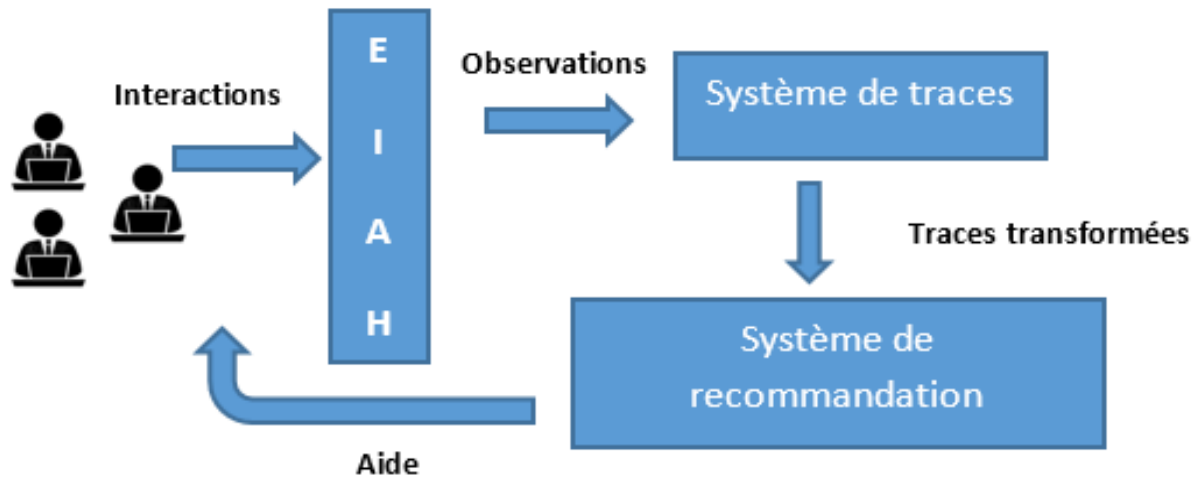 Interactions
E
I
A
H
Observations
Système de traces
Traces transformées
Système de
recommandation
Aide